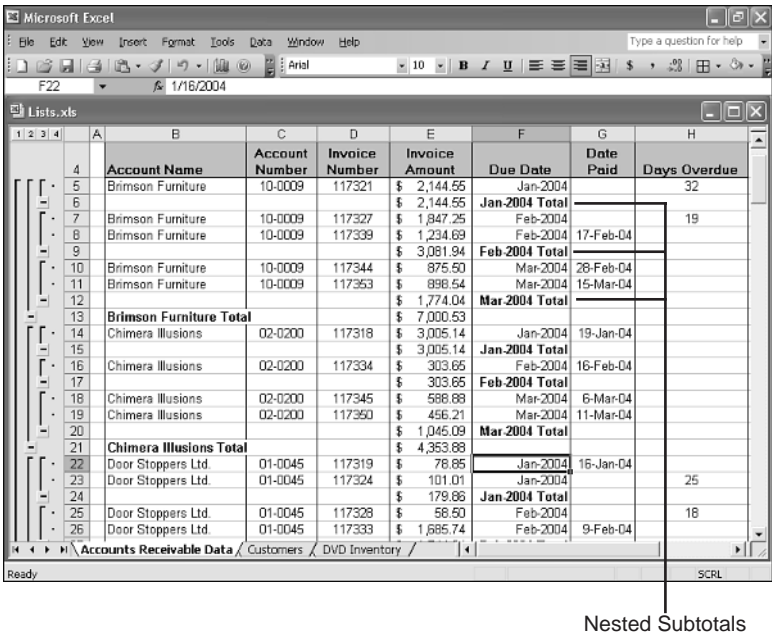 Microsoft Excel
File Edit View Insert Format Tools Data Window Help Type a question for help
Arial 10 B I U $ ,
F22 fx 1/16/2004
Lists.xls
1 2 3 4 A B C D E F G H
4 Account Name Account Number Invoice Number Invoice Amount Due Date Date Paid Days Overdue
5 Brimson Furniture 10-0009 117321 $ 2,144.55 Jan-2004 32
6 $ 2,144.55 Jan-2004 Total
7 Brimson Furniture 10-0009 117327 $ 1,847.25 Feb-2004 19
8 Brimson Furniture 10-0009 117339 $ 1,234.69 Feb-2004 17-Feb-04
9 $ 3,081.94 Feb-2004 Total
10 Brimson Furniture 10-0009 117344 $ 875.50 Mar-2004 28-Feb-04
11 Brimson Furniture 10-0009 117353 $ 898.54 Mar-2004 15-Mar-04
12 $ 1,774.04 Mar-2004 Total
13 Brimson Furniture Total $ 7,000.53
14 Chimera Illusions 02-0200 117318 $ 3,005.14 Jan-2004 19-Jan-04
15 $ 3,005.14 Jan-2004 Total
16 Chimera Illusions 02-0200 117334 $ 303.65 Feb-2004 16-Feb-04
17 $ 303.65 Feb-2004 Total
18 Chimera Illusions 02-0200 117345 $ 588.88 Mar-2004 6-Mar-04
19 Chimera Illusions 02-0200 117350 $ 456.21 Mar-2004 11-Mar-04
20 $ 1,045.09 Mar-2004 Total
21 Chimera Illusions Total $ 4,353.88
22 Door Stoppers Ltd. 01-0045 117319 $ 78.85 Jan-2004 16-Jan-04
23 Door Stoppers Ltd. 01-0045 117324 $ 101.01 Jan-2004 25
24 $ 179.86 Jan-2004 Total
25 Door Stoppers Ltd. 01-0045 117328 $ 58.50 Feb-2004 18
26 Door Stoppers Ltd. 01-0045 117333 $ 1,685.74 Feb-2004 9-Feb-04
Accounts Receivable Data Customers DVD Inventory
Ready SCRL
Nested Subtotals